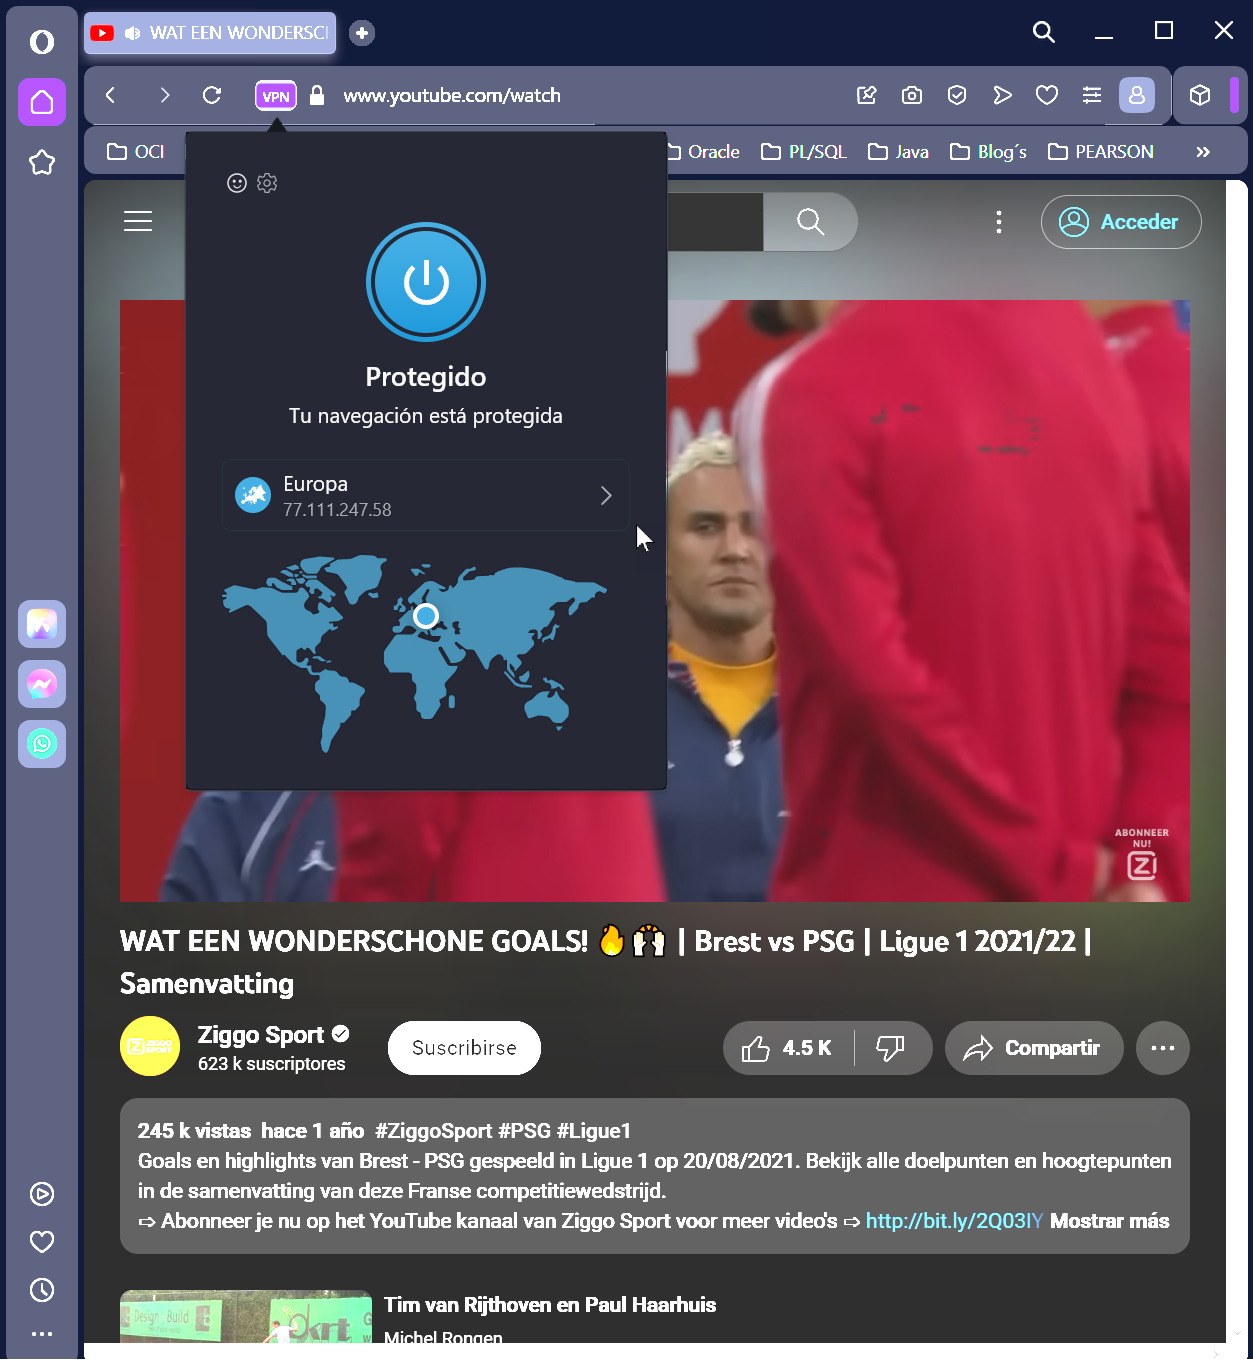 WAT EEN WONDERSCH
VPN
www.youtube.com/watch
OCI
Oracle
PL/SQL
Java
Blog´s
PEARSON
Acceder
Protegido
Tu navegación está protegida
Europa
77.111.247.58
ABONNEER
NU!
WAT EEN WONDERSCHONE GOALS! 🔥🙌 | Brest vs PSG | Ligue 1 2021/22 |
Samenvatting
ZIGGO
SPORT
Ziggo Sport
623 k suscriptores
Suscribirse
4.5 K
Compartir
245 k vistas hace 1 año #ZiggoSport #PSG #Ligue1
Goals en highlights van Brest - PSG gespeeld in Ligue 1 op 20/08/2021. Bekijk alle doelpunten en hoogtepunten
in de samenvatting van deze Franse competitiewedstrijd.
➯ Abonneer je nu op het YouTube kanaal van Ziggo Sport voor meer video's ➯ http://bit.ly/2Q03IY Mostrar más
Design Build
Tim van Rijthoven en Paul Haarhuis
Michel Rongen